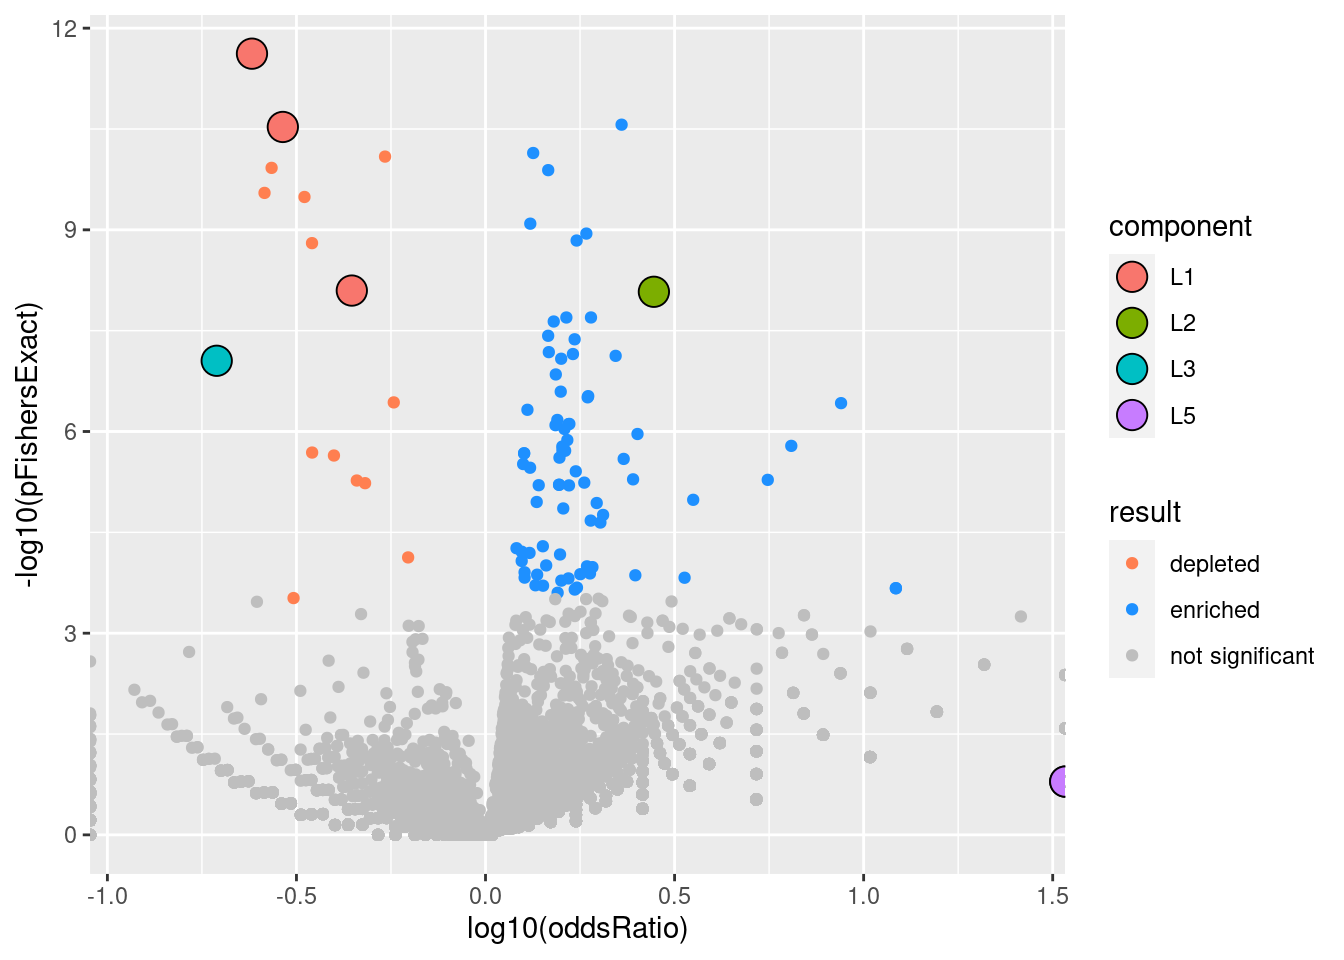 12
9
6
3
0
-log10(pFishersExact)
-1.0 -0.5 0.0 0.5 1.0 1.5
log10(oddsRatio)
component
L1
L2
L3
L5
result
depleted
enriched
not significant